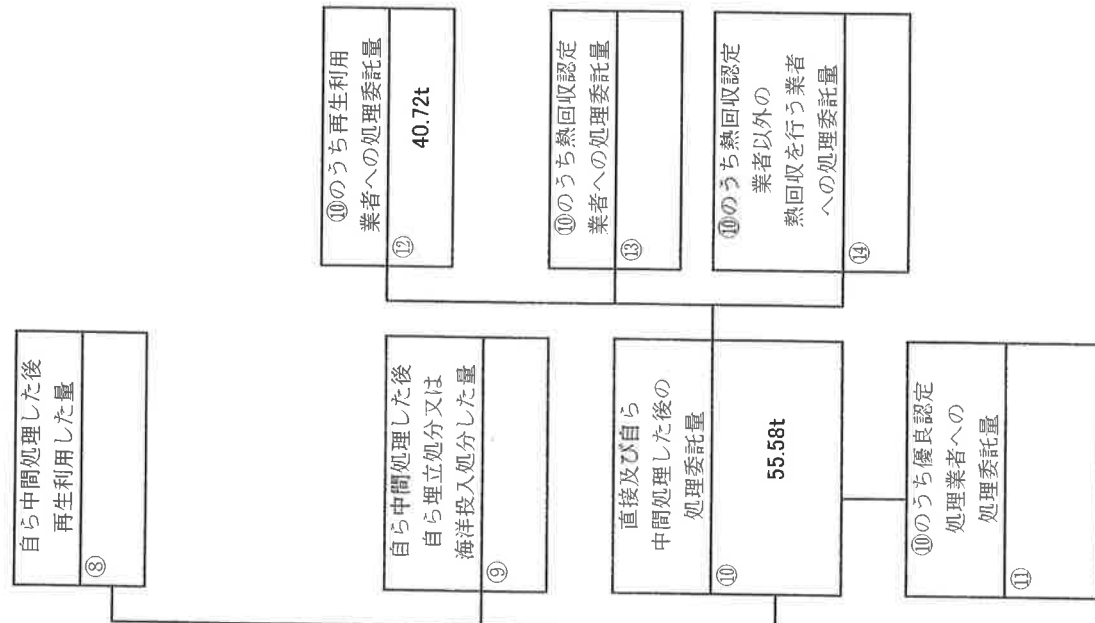 自ら中間処理した後
再生利用した量
⑧
自ら中間処理した後
自ら埋立処分又は
海洋投入処分した量
⑨
直接及び自ら
中間処理した後の
処理委託量
⑩
55.58t
⑩のうち優良認定
処理業者への
処理委託量
⑪
⑩のうち再生利用
業者への処理委託量
⑫
40.72t
⑩のうち熱回収認定
業者への処理委託量
⑬
⑩のうち熱回収認定
業者以外の
熱回収を行う業者
への処理委託量
⑭